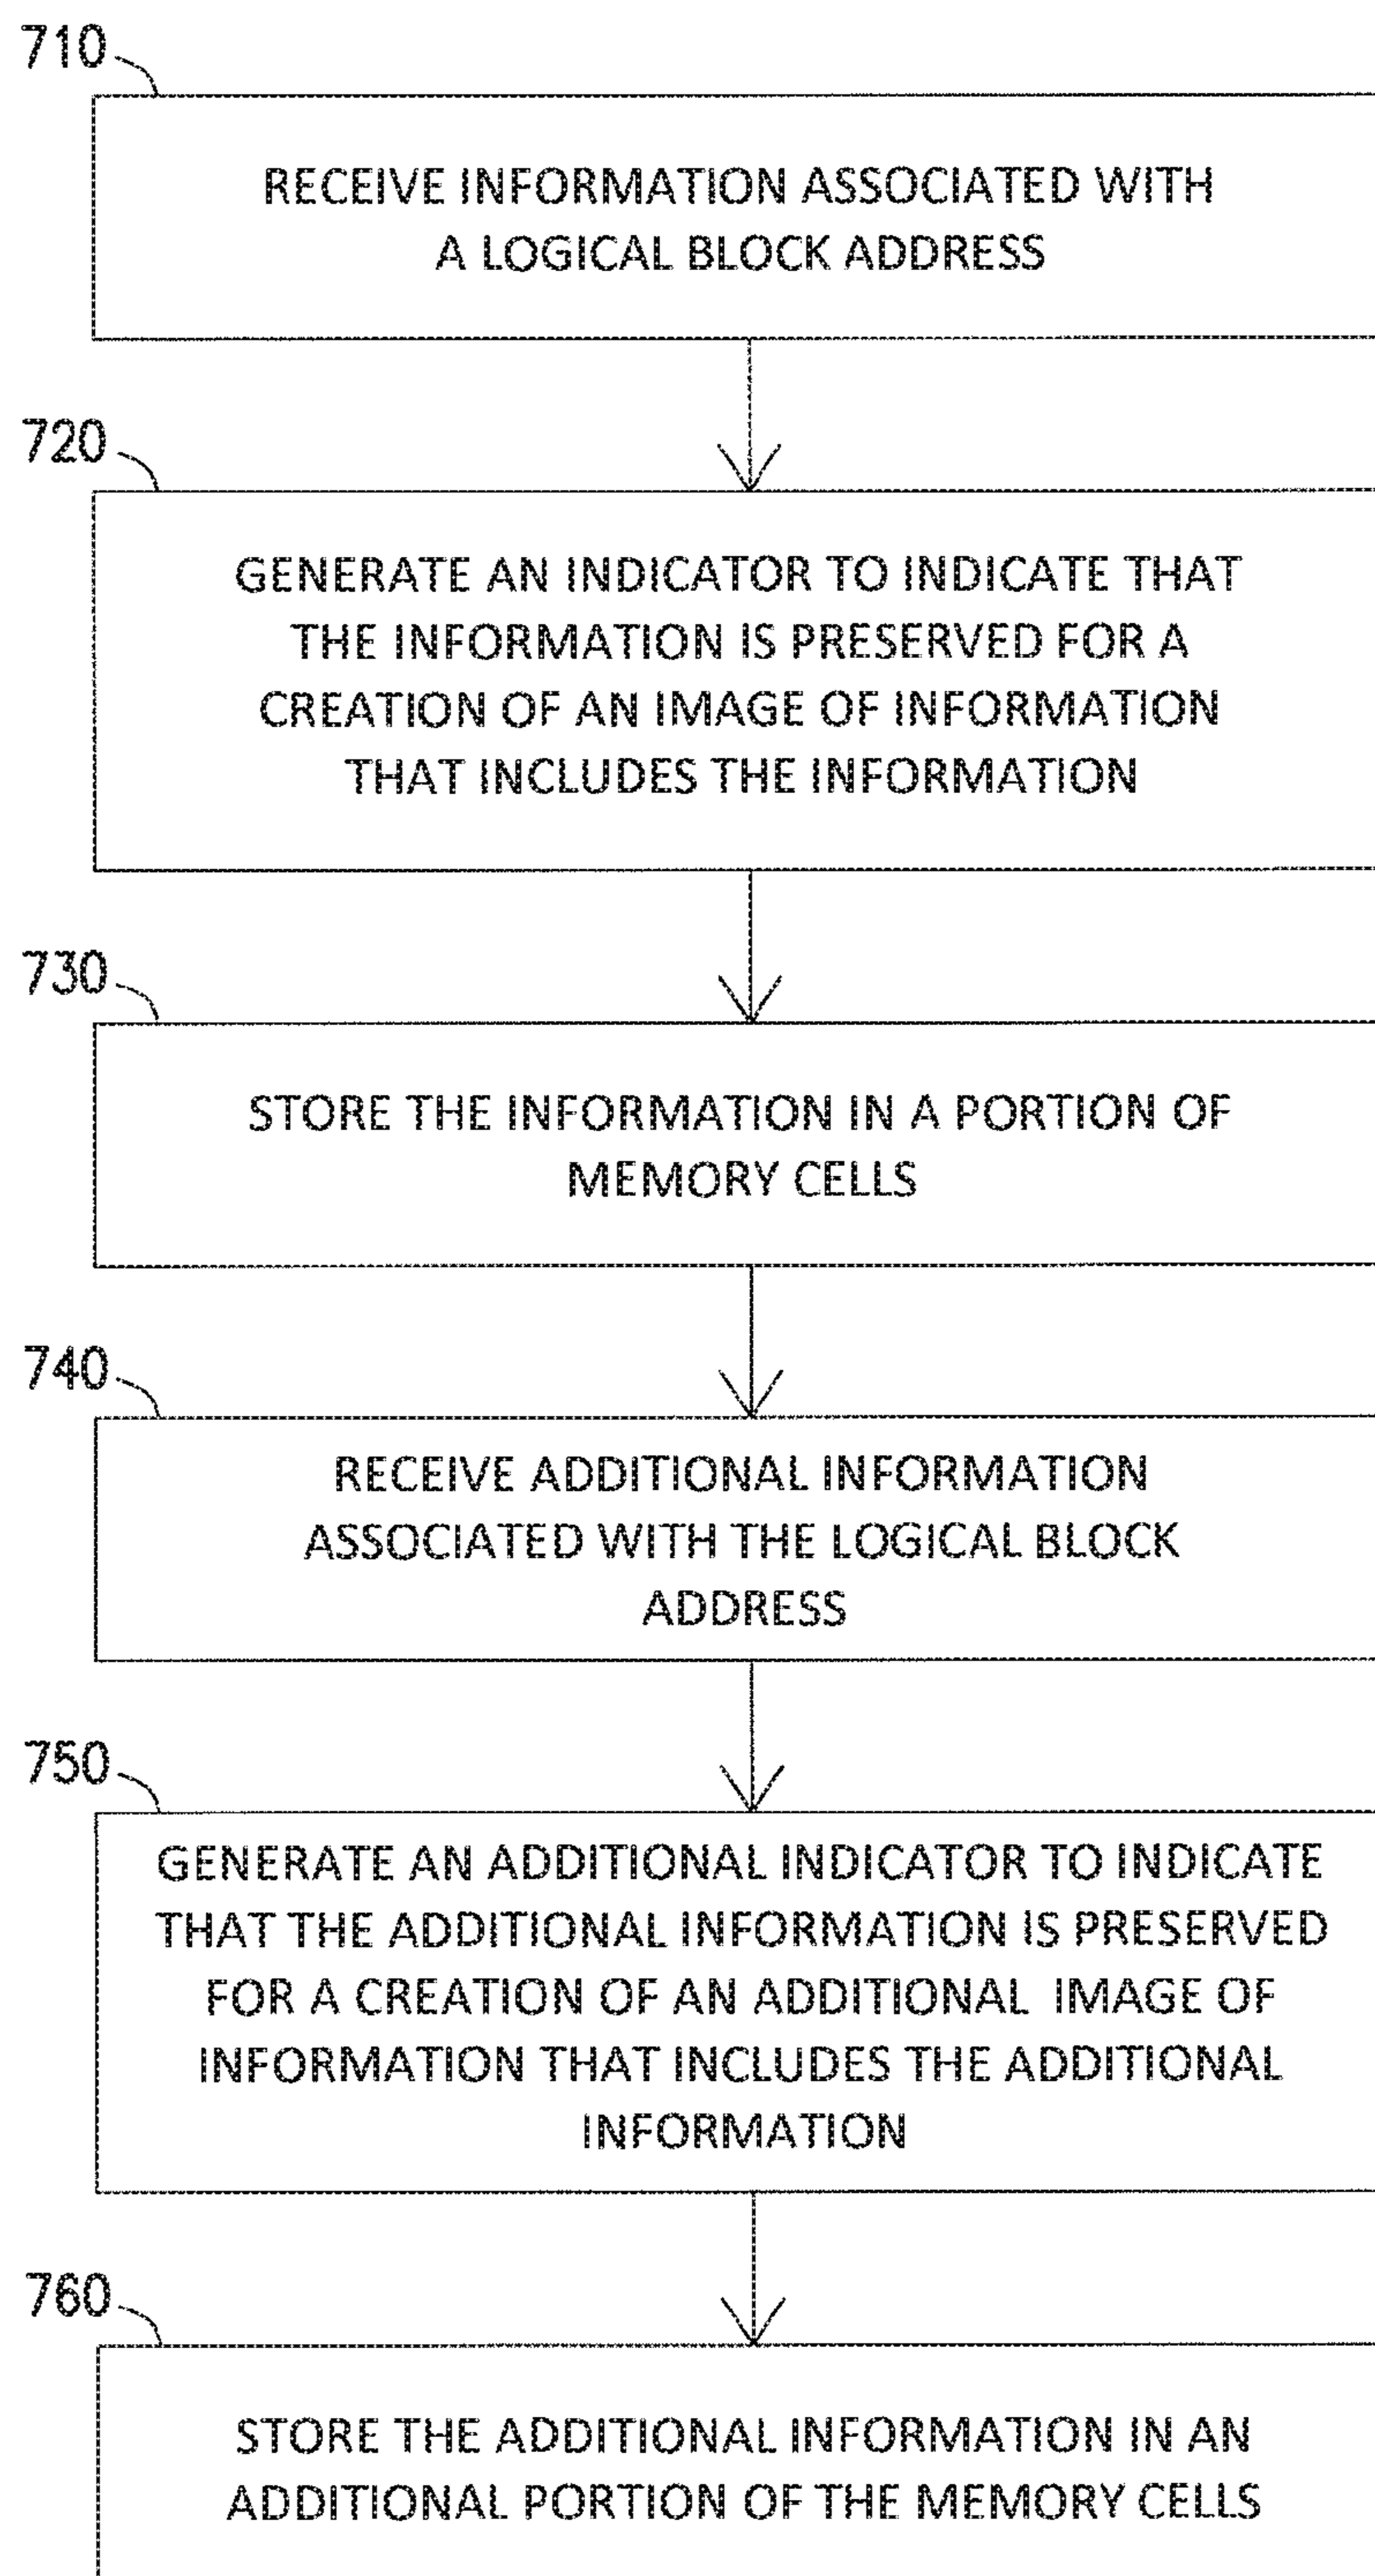 710
RECEIVE INFORMATION ASSOCIATED WITH
A LOGICAL BLOCK ADDRESS
720
GENERATE AN INDICATOR TO INDICATE THAT
THE INFORMATION IS PRESERVED FOR A
CREATION OF AN IMAGE OF INFORMATION
THAT INCLUDES THE INFORMATION
730
STORE THE INFORMATION IN A PORTION OF
MEMORY CELLS
740
RECEIVE ADDITIONAL INFORMATION
ASSOCIATED WITH THE LOGICAL BLOCK
ADDRESS
750
GENERATE AN ADDITIONAL INDICATOR TO INDICATE
THAT THE ADDITIONAL INFORMATION IS PRESERVED
FOR A CREATION OF AN ADDITIONAL IMAGE OF
INFORMATION THAT INCLUDES THE ADDITIONAL
INFORMATION
760
STORE THE ADDITIONAL INFORMATION IN AN
ADDITIONAL PORTION OF THE MEMORY CELLS